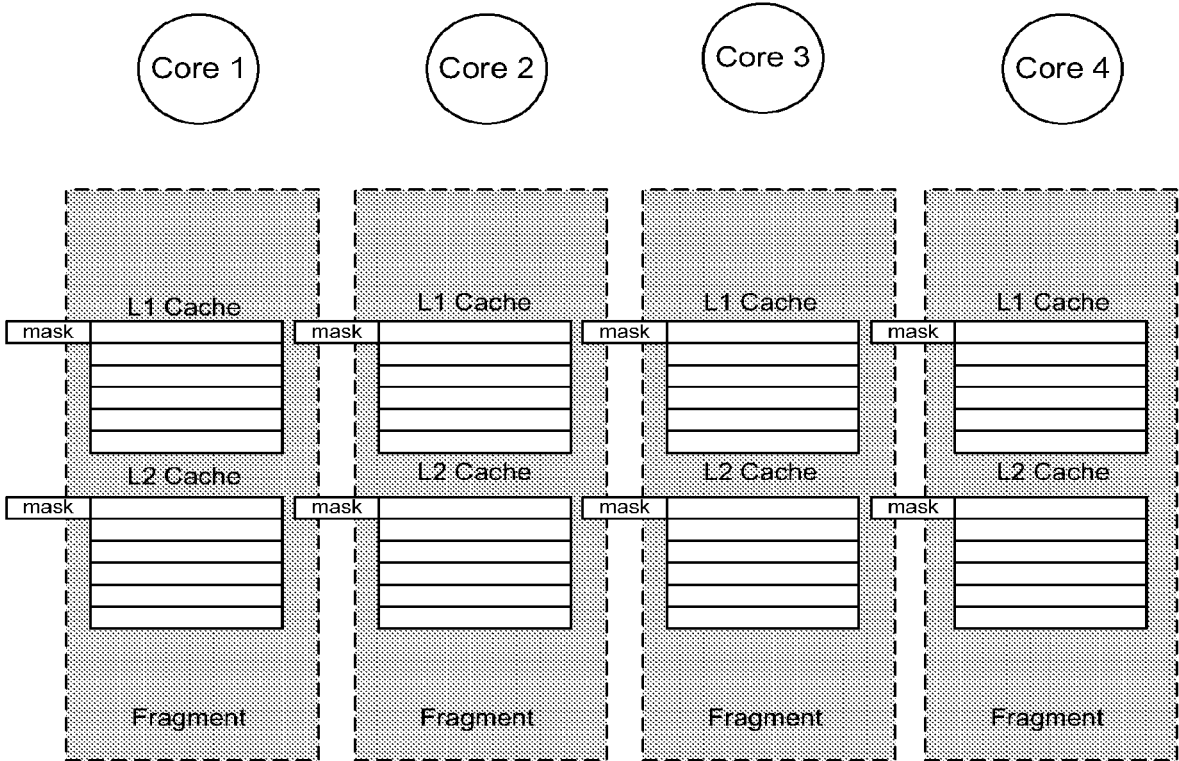 Core 1
Core 2
Core 3
Core 4
L1 Cache
L1 Cache
L1 Cache
L1 Cache
mask
mask
mask
mask
L2 Cache
L2 Cache
L2 Cache
L2 Cache
mask
mask
mask
mask
Fragment
Fragment
Fragment
Fragment